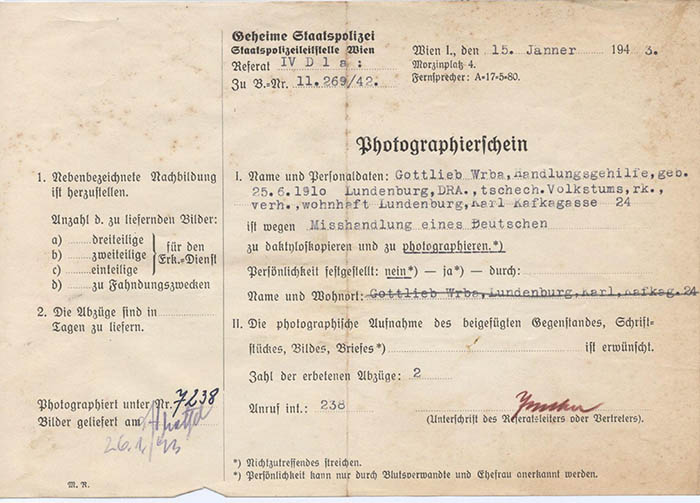 Geheime Staatspolizei
Staatspolizeileitstelle Wien
Referat IV D 1 a :
Zu B.=Nr. 11.269/42.
Wien I., den 15. Janner 1943.
Morzinplatz 4.
Fernsprecher: A=17=5=80.
Photographierschein
1. Nebenbezeichnete Nachbildung
ist herzustellen.
Anzahl d. zu liefernden Bilder:
a) dreiteilige
b) zweiteilige
c) einteilige
für den
Erk.=Dienst
d) zu Fahndungszwecken
2. Die Abzüge sind in
Tagen zu liefern.
Photographiert unter Nr. 7238
Bilder geliefert am
M. R.
I. Name und Personaldaten: Gottlieb Wrba,Handlungsgehilfe,geb.
25.6.1910 Lundenburg,DRA.,tschech.Volkstums,rk.,
verh.,wohnhaft Lundenburg,Karl Kafkagasse 24
ist wegen Misshandlung eines Deutschen
zu daktyloskopieren und zu photographieren.*)
Persönlichkeit festgestellt: nein*) — ja*) — durch:
Name und Wohnort: Gottlieb Wrba,Lundenburg,Karl,Kafkag.24
II. Die photographische Aufnahme des beigefügten Gegenstandes, Schrift=
stückes, Bildes, Briefes*) ist erwünscht.
Zahl der erbetenen Abzüge: 2
Anruf int.: 238
(Unterschrift des Referatsleiters oder Vertreters).
*) Nichtzutreffendes streichen.
*) Persönlichkeit kann nur durch Blutsverwandte und Ehefrau anerkannt werden.